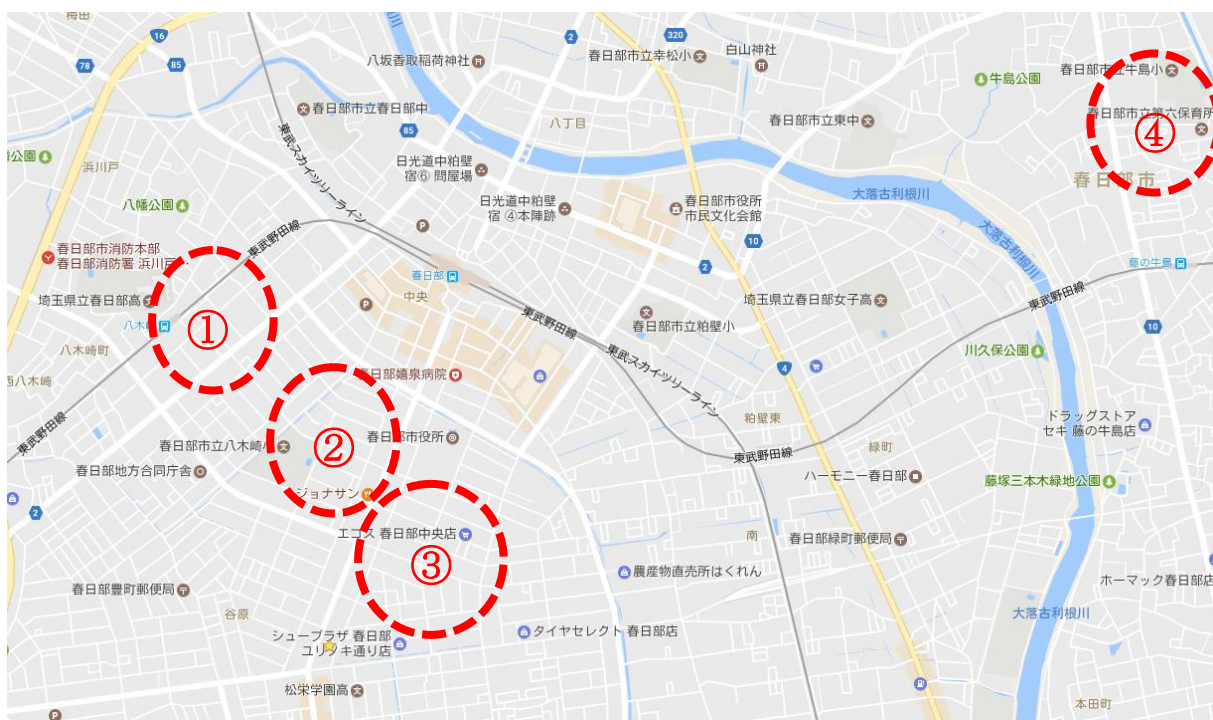 梅田
16
78
85
320
2
八坂香取稲荷神社
春日部市立幸松小
白山神社
牛島公園
春日部市立牛島小
春日部市立第六保育所
④
春日部市
春日部市立春日部中
85
八丁目
春日部市立東中
東武スカイツリーライン
公園
浜川戸
日光道中粕壁
宿⑥ 問屋場
日光道中粕壁
宿 ④本陣跡
春日部市役所
市民文化会館
大落古利根川
大落古利根川
八幡公園
P
10
2
東武野田線
春日部市消防本部
春日部消防署 浜川戸
春日部
中央
藤の牛島
埼玉県立春日部高
八木崎
①
P
東武野田線
春日部市立粕壁小
埼玉県立春日部女子高
東武野田線
10
八木崎町
西八木崎
東武スカイツリーライン
4
川久保公園
春日部嬉泉病院
粕壁東
ドラッグストア
セキ 藤の牛島店
東武野田線
春日部市立八木崎小
②
春日部市役所
東武野田線
緑町
春日部地方合同庁舎
ハーモニー春日部
藤塚三本木緑地公園
ジョナサン
2
エコス 春日部中央店
③
南
春日部緑町郵便局
農産物直売所はくれん
ホーマック春日部店
春日部豊町郵便局
谷原
大落古利根川
シュープラザ 春日部
ユリノキ通り店
タイヤセレクト 春日部店
松栄学園高
本田町
P